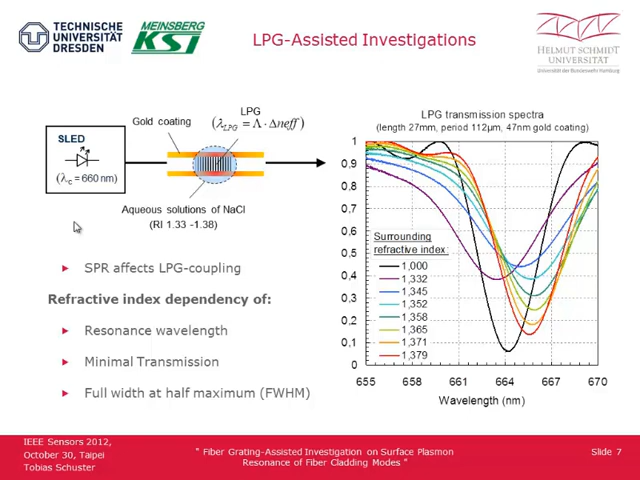 TECHNISCHE
UNIVERSITÄT
DRESDEN
MEINSBERG
KSI
LPG-Assisted Investigations
HELMUT SCHMIDT
UNIVERSITÄT
Universität der Bundeswehr Hamburg
SLED
(λc = 660 nm)
Gold coating
LPG
(λLPG = Λ · Δneff)
Aqueous solutions of NaCl
(RI 1.33 -1.38)
SPR affects LPG-coupling
Refractive index dependency of:
Resonance wavelength
Minimal Transmission
Full width at half maximum (FWHM)
LPG transmission spectra
(length 27mm, period 112µm, 47nm gold coating)
1
0,9
0,8
0,7
0,6
0,5
0,4
0,3
0,2
0,1
0
Surrounding
refractive index
1,000
1,332
1,345
1,352
1,358
1,365
1,371
1,379
655 658 661 664 667 670
Wavelength (nm)
IEEE Sensors 2012,
October 30, Taipei
Tobias Schuster
" Fiber Grating-Assisted Investigation on Surface Plasmon
Resonance of Fiber Cladding Modes "
Slide 7